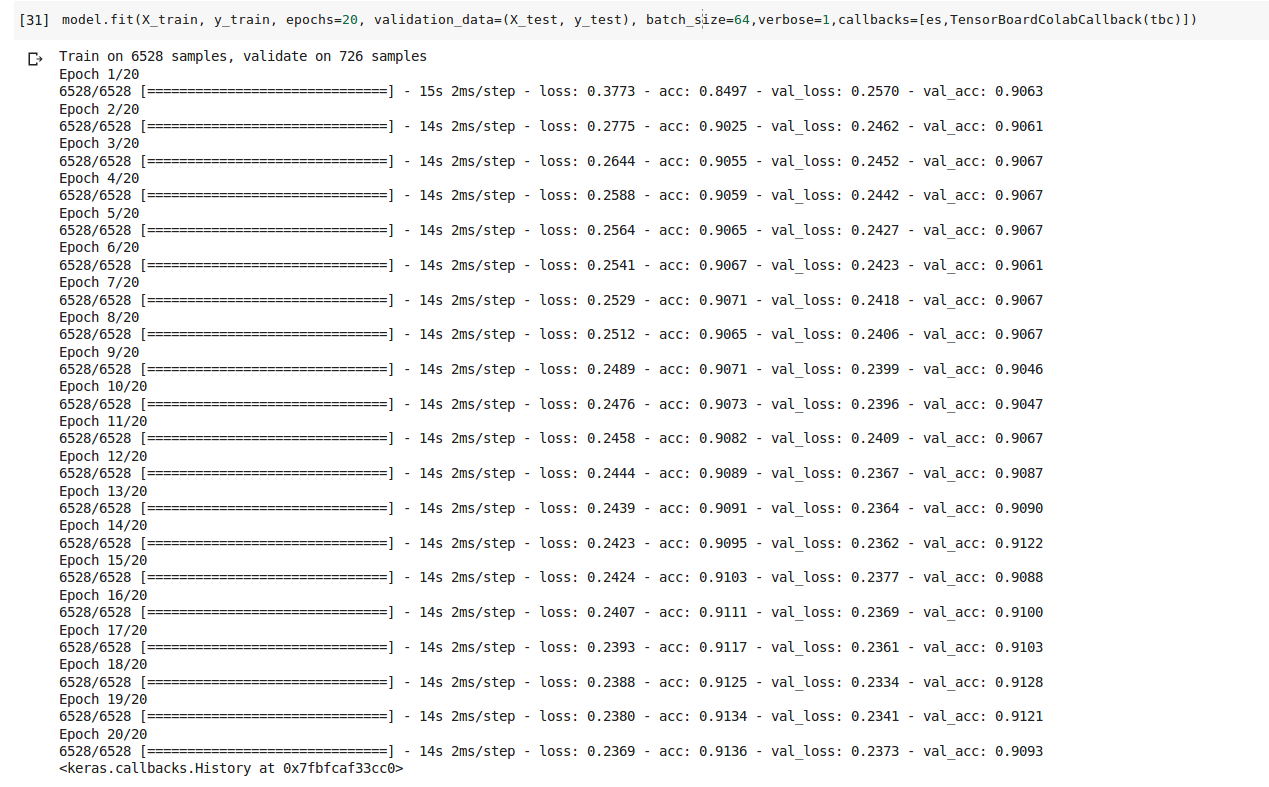 [31] model.fit(X_train, y_train, epochs=20, validation_data=(X_test, y_test), batch_size=64,verbose=1,callbacks=[es,TensorBoardColabCallback(tbc)])
Train on 6528 samples, validate on 726 samples
Epoch 1/20
6528/6528 [==============================] - 15s 2ms/step - loss: 0.3773 - acc: 0.8497 - val_loss: 0.2570 - val_acc: 0.9063
Epoch 2/20
6528/6528 [==============================] - 14s 2ms/step - loss: 0.2775 - acc: 0.9025 - val_loss: 0.2462 - val_acc: 0.9061
Epoch 3/20
6528/6528 [==============================] - 14s 2ms/step - loss: 0.2644 - acc: 0.9055 - val_loss: 0.2452 - val_acc: 0.9067
Epoch 4/20
6528/6528 [==============================] - 14s 2ms/step - loss: 0.2588 - acc: 0.9059 - val_loss: 0.2442 - val_acc: 0.9067
Epoch 5/20
6528/6528 [==============================] - 14s 2ms/step - loss: 0.2564 - acc: 0.9065 - val_loss: 0.2427 - val_acc: 0.9067
Epoch 6/20
6528/6528 [==============================] - 14s 2ms/step - loss: 0.2541 - acc: 0.9067 - val_loss: 0.2423 - val_acc: 0.9061
Epoch 7/20
6528/6528 [==============================] - 14s 2ms/step - loss: 0.2529 - acc: 0.9071 - val_loss: 0.2418 - val_acc: 0.9067
Epoch 8/20
6528/6528 [==============================] - 14s 2ms/step - loss: 0.2512 - acc: 0.9065 - val_loss: 0.2406 - val_acc: 0.9067
Epoch 9/20
6528/6528 [==============================] - 14s 2ms/step - loss: 0.2489 - acc: 0.9071 - val_loss: 0.2399 - val_acc: 0.9046
Epoch 10/20
6528/6528 [==============================] - 14s 2ms/step - loss: 0.2476 - acc: 0.9073 - val_loss: 0.2396 - val_acc: 0.9047
Epoch 11/20
6528/6528 [==============================] - 14s 2ms/step - loss: 0.2458 - acc: 0.9082 - val_loss: 0.2409 - val_acc: 0.9067
Epoch 12/20
6528/6528 [==============================] - 14s 2ms/step - loss: 0.2444 - acc: 0.9089 - val_loss: 0.2367 - val_acc: 0.9087
Epoch 13/20
6528/6528 [==============================] - 14s 2ms/step - loss: 0.2439 - acc: 0.9091 - val_loss: 0.2364 - val_acc: 0.9090
Epoch 14/20
6528/6528 [==============================] - 14s 2ms/step - loss: 0.2423 - acc: 0.9095 - val_loss: 0.2362 - val_acc: 0.9122
Epoch 15/20
6528/6528 [==============================] - 14s 2ms/step - loss: 0.2424 - acc: 0.9103 - val_loss: 0.2377 - val_acc: 0.9088
Epoch 16/20
6528/6528 [==============================] - 14s 2ms/step - loss: 0.2407 - acc: 0.9111 - val_loss: 0.2369 - val_acc: 0.9100
Epoch 17/20
6528/6528 [==============================] - 14s 2ms/step - loss: 0.2393 - acc: 0.9117 - val_loss: 0.2361 - val_acc: 0.9103
Epoch 18/20
6528/6528 [==============================] - 14s 2ms/step - loss: 0.2388 - acc: 0.9125 - val_loss: 0.2334 - val_acc: 0.9128
Epoch 19/20
6528/6528 [==============================] - 14s 2ms/step - loss: 0.2380 - acc: 0.9134 - val_loss: 0.2341 - val_acc: 0.9121
Epoch 20/20
6528/6528 [==============================] - 14s 2ms/step - loss: 0.2369 - acc: 0.9136 - val_loss: 0.2373 - val_acc: 0.9093
<keras.callbacks.History at 0x7fbfcaf33cc0>